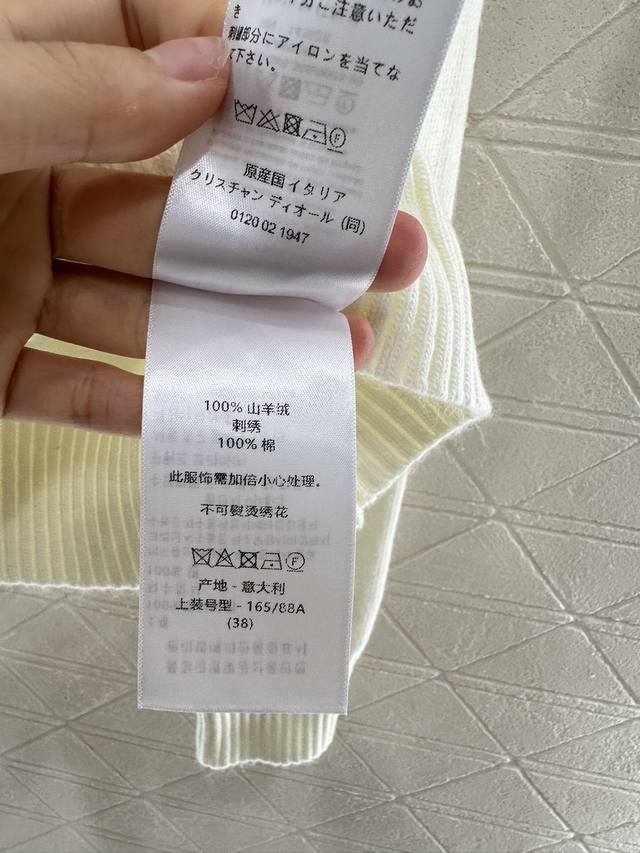 ご注意いただ
き
刺繍部分にアイロンを当てな
下さい。
原産国イタリア
クリスチャン ディオール (同)
0120 02 1947
100% 山羊绒
刺绣
100% 棉
此服饰需加倍小心处理。
不可熨烫绣花
产地 - 意大利
上装号型 - 165/88A
(38)